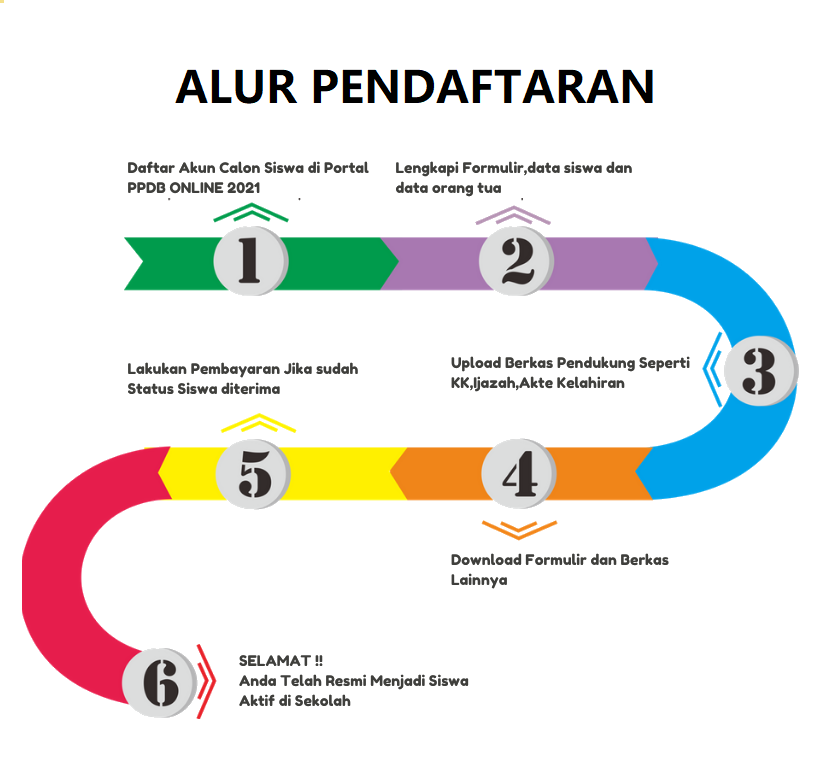 ALUR PENDAFTARAN
Daftar Akun Calon Siswa di Portal
PPDB ONLINE 2021
1
Lengkapi Formulir,data siswa dan
data orang tua
2
Upload Berkas Pendukung Seperti
KK,Ijazah,Akte Kelahiran
3
4
Download Formulir dan Berkas
Lainnya
Lakukan Pembayaran Jika sudah
Status Siswa diterima
5
6
SELAMAT !!
Anda Telah Resmi Menjadi Siswa
Aktif di Sekolah